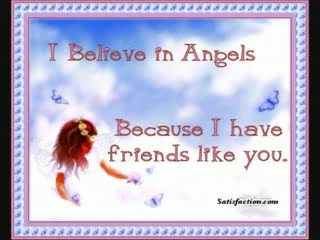 I Believe in Angels
Because I have
friends like you.
Satisfaction.com